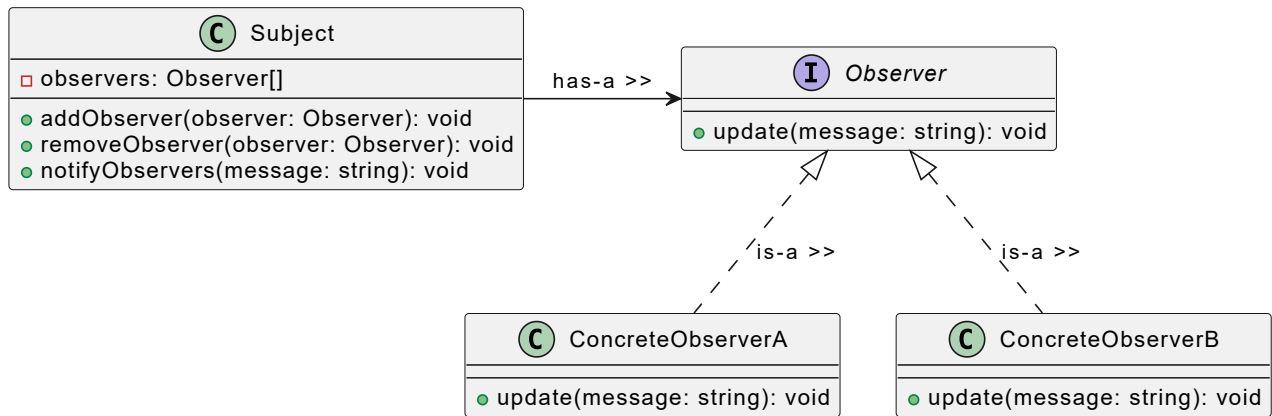 C Subject
observers: Observer[]
addObserver(observer: Observer): void
removeObserver(observer: Observer): void
notifyObservers(message: string): void
has-a >>
I Observer
update(message: string): void
is-a >>
is-a >>
C ConcreteObserverA
update(message: string): void
C ConcreteObserverB
update(message: string): void